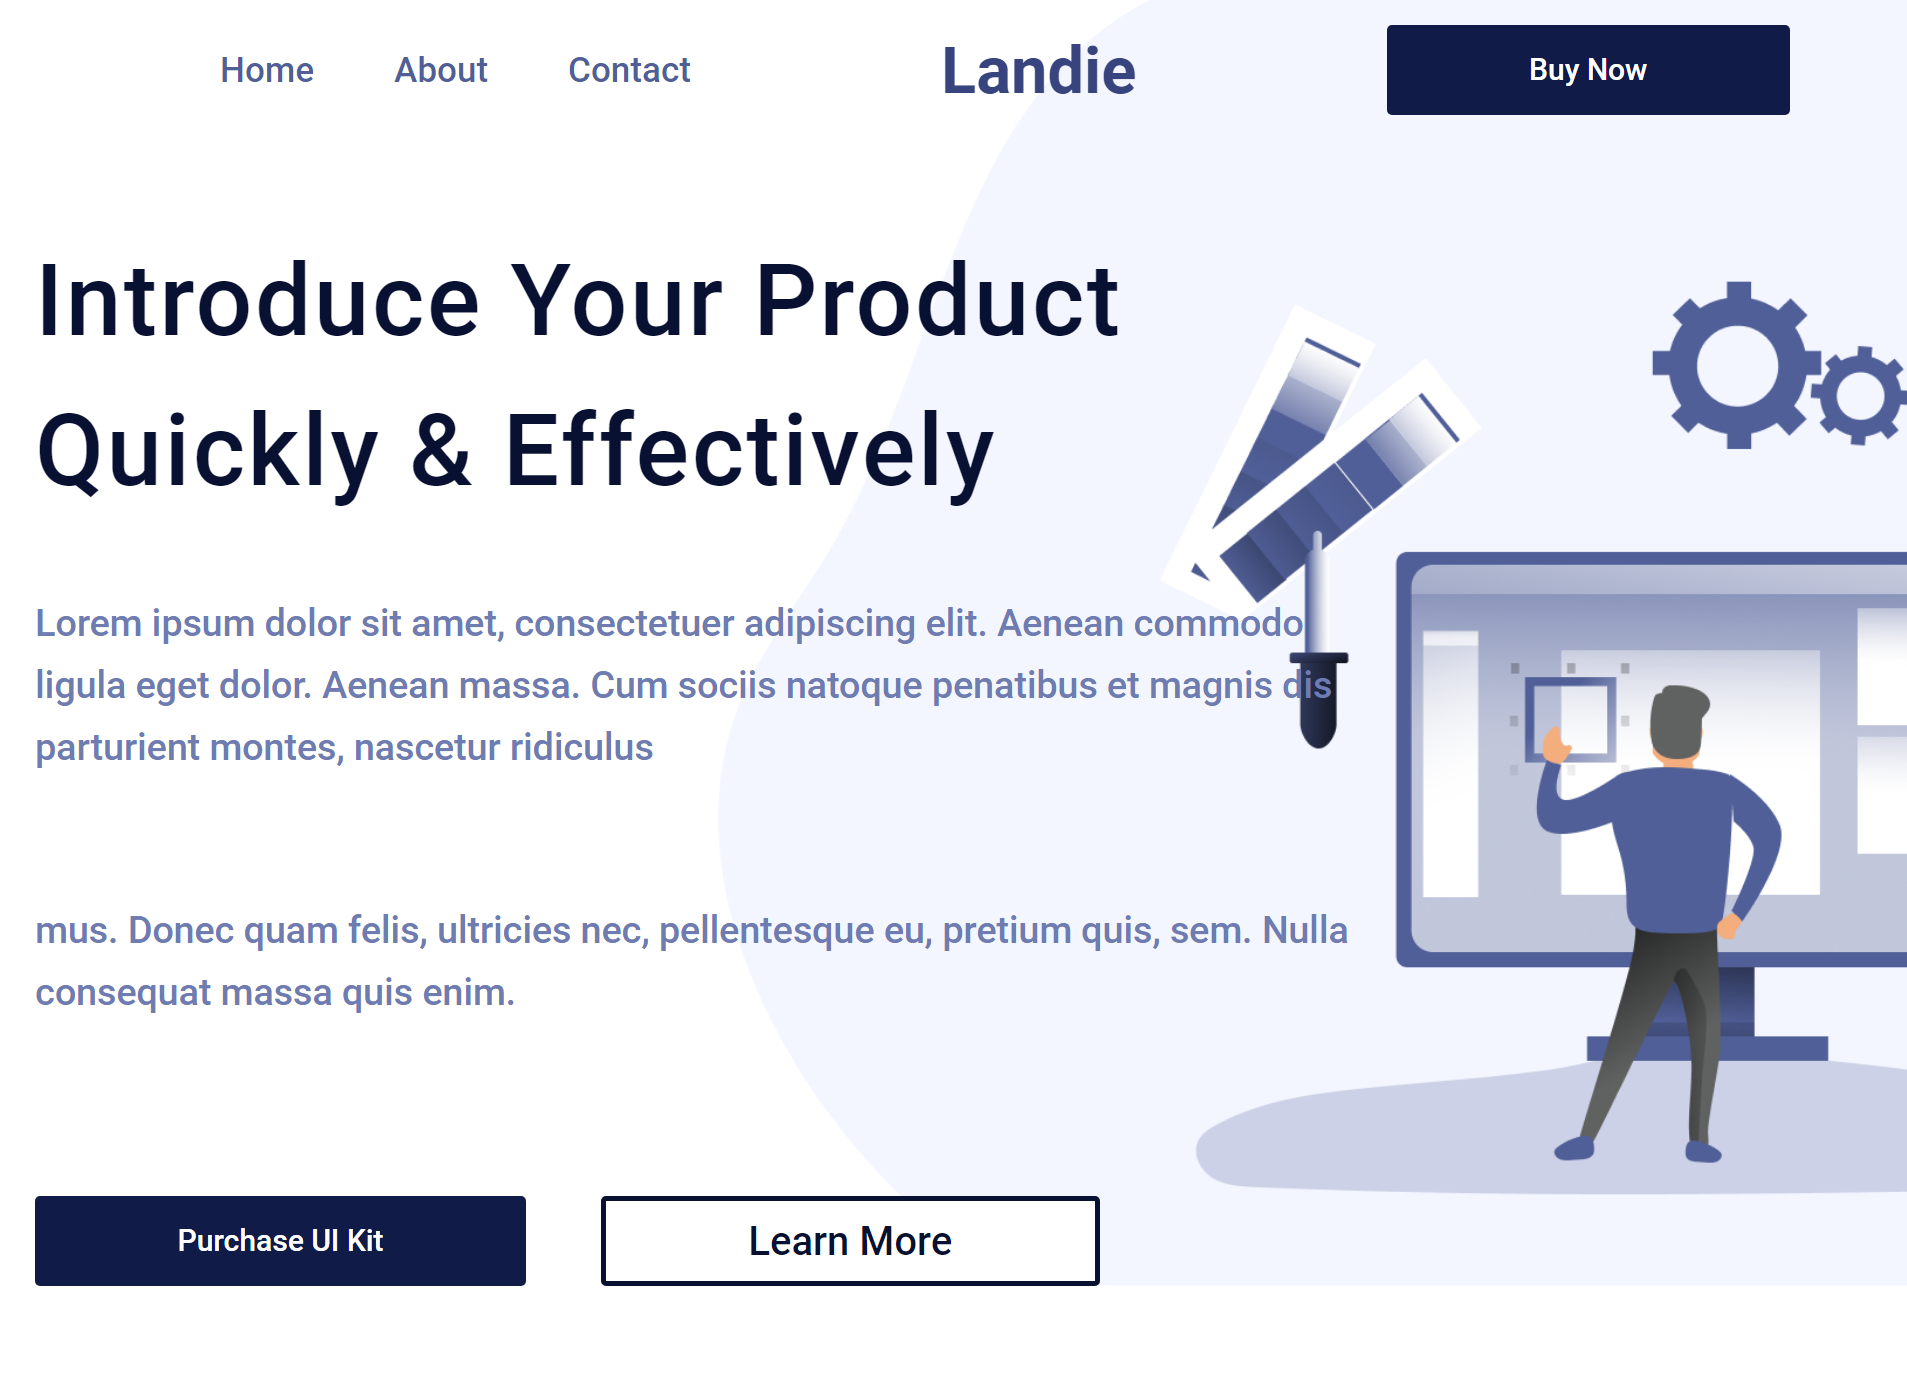 Home About Contact Landie Buy Now
Introduce Your Product
Quickly & Effectively
Lorem ipsum dolor sit amet, consectetuer adipiscing elit. Aenean commodo
ligula eget dolor. Aenean massa. Cum sociis natoque penatibus et magnis dis
parturient montes, nascetur ridiculus
mus. Donec quam felis, ultricies nec, pellentesque eu, pretium quis, sem. Nulla
consequat massa quis enim.
Purchase UI Kit Learn More